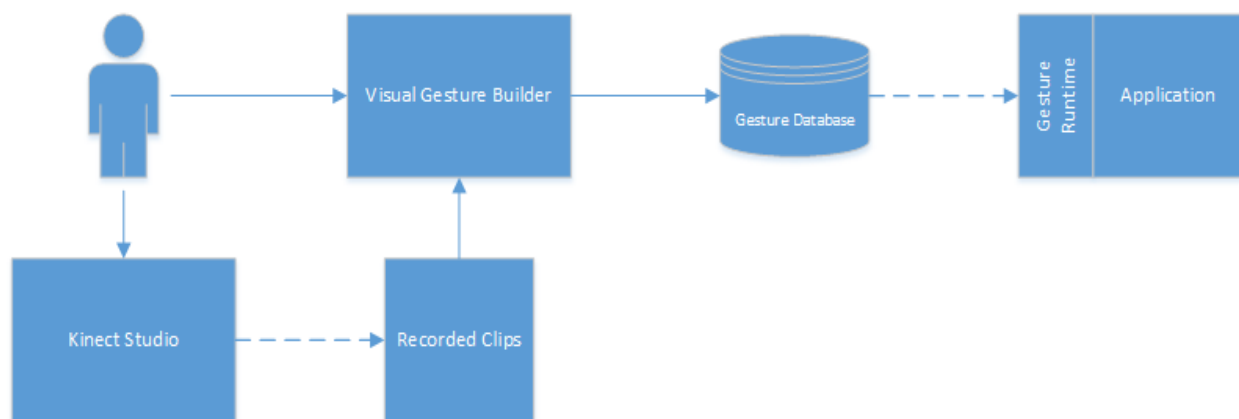 Visual Gesture Builder
Gesture Database
Gesture
Runtime
Application
Kinect Studio
Recorded Clips